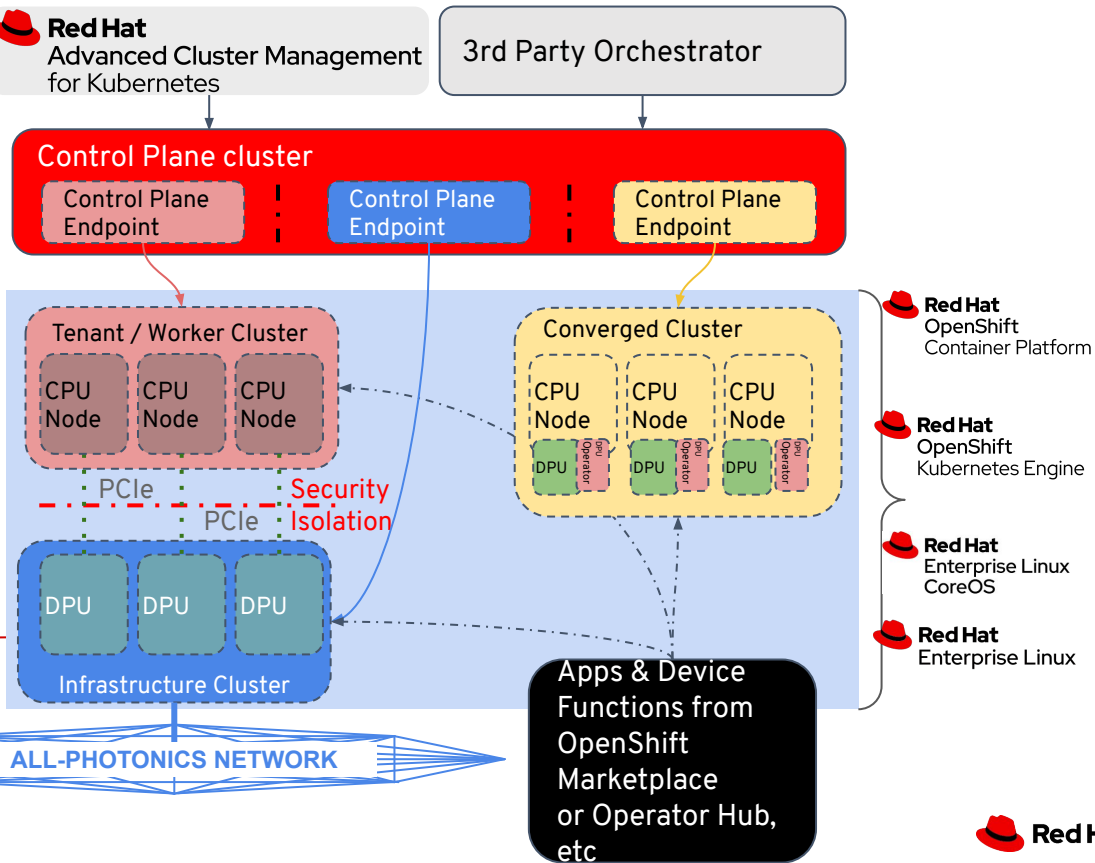 Red Hat
Advanced Cluster Management
for Kubernetes
3rd Party Orchestrator
Control Plane cluster
Control Plane
Endpoint
Control Plane
Endpoint
Control Plane
Endpoint
Tenant / Worker Cluster
CPU
Node
CPU
Node
CPU
Node
PCIe
PCIe
Security
Isolation
DPU
DPU
DPU
Infrastructure Cluster
ALL-PHOTONICS NETWORK
Converged Cluster
CPU
Node
CPU
Node
CPU
Node
DPU
DPU
Operator
DPU
DPU
Operator
DPU
DPU
Operator
Apps & Device
Functions from
OpenShift
Marketplace
or Operator Hub,
etc
Red Hat
OpenShift
Container Platform
Red Hat
OpenShift
Kubernetes Engine
Red Hat
Enterprise Linux
CoreOS
Red Hat
Enterprise Linux
Red